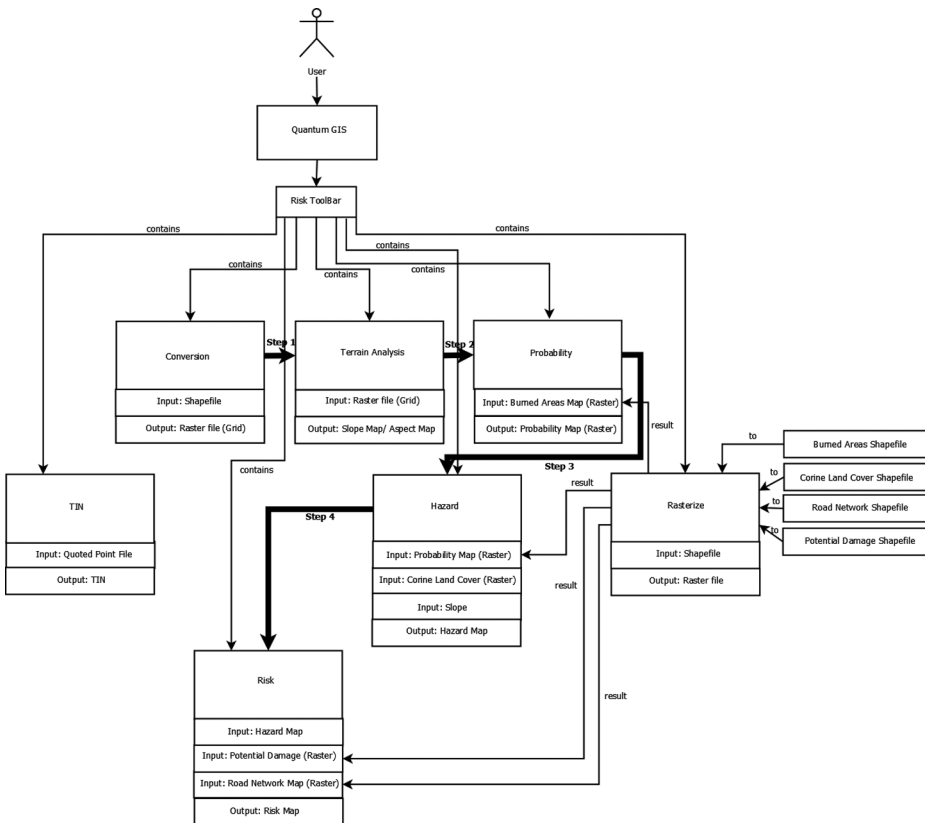 User
Quantum GIS
Risk ToolBar
contains
contains
contains
contains
contains
contains
contains
Conversion
Input: Shapefile
Output: Raster file (Grid)
Step 1
Terrain Analysis
Input: Raster file (Grid)
Output: Slope Map/ Aspect Map
Step 2
Probability
Input: Burned Areas Map (Raster)
Output: Probability Map (Raster)
result
Step 3
TIN
Input: Quoted Point File
Output: TIN
contains
Step 4
Hazard
Input: Probability Map (Raster)
Input: Corine Land Cover (Raster)
Input: Slope
Output: Hazard Map
result
result
result
Rasterize
Input: Shapefile
Output: Raster file
to
Burned Areas Shapefile
to
Corine Land Cover Shapefile
to
Road Network Shapefile
to
Potential Damage Shapefile
Risk
Input: Hazard Map
Input: Potential Damage (Raster)
Input: Road Network Map (Raster)
Output: Risk Map